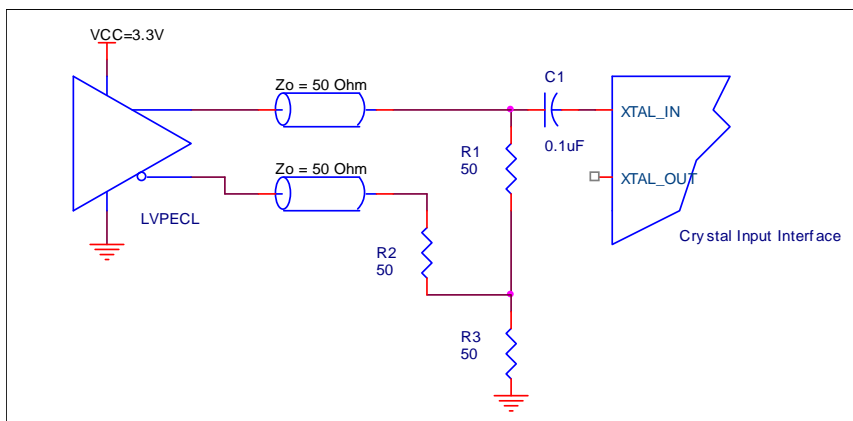 VCC=3.3V
Zo = 50 Ohm
C1
XTAL_IN
0.1uF
R1
50
Zo = 50 Ohm
XTAL_OUT
LVPECL
Crystal Input Interface
R2
50
R3
50